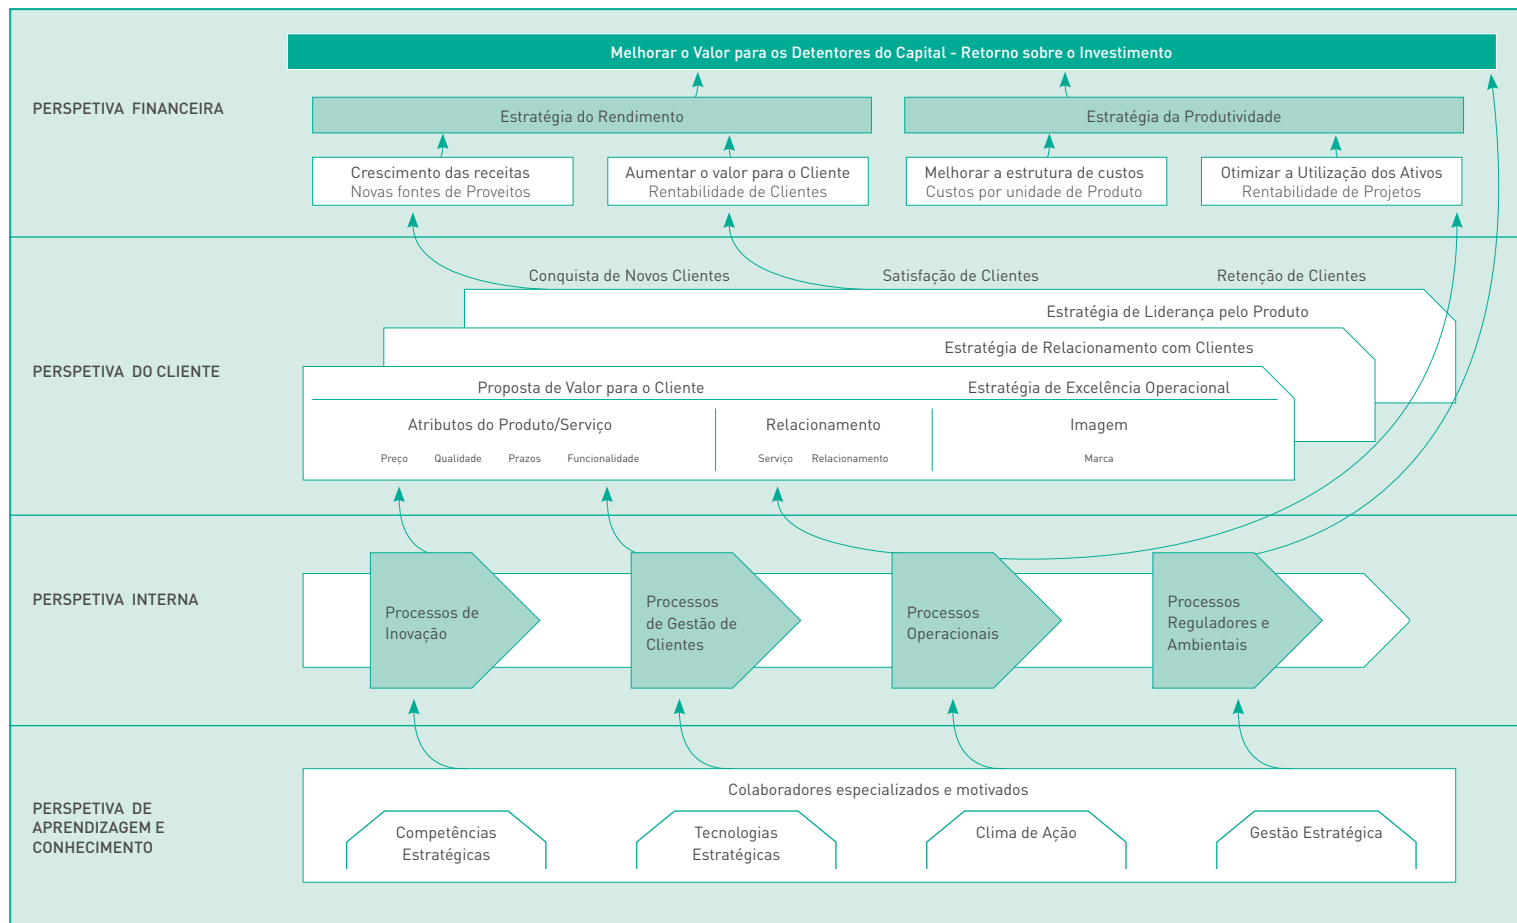 Melhorar o Valor para os Detentores do Capital - Retorno sobre o Investimento
PERSPETIVA FINANCEIRA
Estratégia do Rendimento
Estratégia da Produtividade
Crescimento das receitas
Novas fontes de Proveitos
Aumentar o valor para o Cliente
Rentabilidade de Clientes
Melhorar a estrutura de custos
Custos por unidade de Produto
Otimizar a Utilização dos Ativos
Rentabilidade de Projetos
Conquista de Novos Clientes
Satisfação de Clientes
Retenção de Clientes
Estratégia de Liderança pelo Produto
Estratégia de Relacionamento com Clientes
PERSPETIVA DO CLIENTE
Proposta de Valor para o Cliente
Estratégia de Excelência Operacional
Atributos do Produto/Serviço
Relacionamento
Imagem
Preço
Qualidade
Prazos
Funcionalidade
Serviço
Relacionamento
Marca
PERSPETIVA INTERNA
Processos de
Inovação
Processos
de Gestão de
Clientes
Processos
Operacionais
Processos
Reguladores e
Ambientais
PERSPETIVA DE
APRENDIZAGEM E
CONHECIMENTO
Colaboradores especializados e motivados
Competências
Estratégicas
Tecnologias
Estratégicas
Clima de Ação
Gestão Estratégica